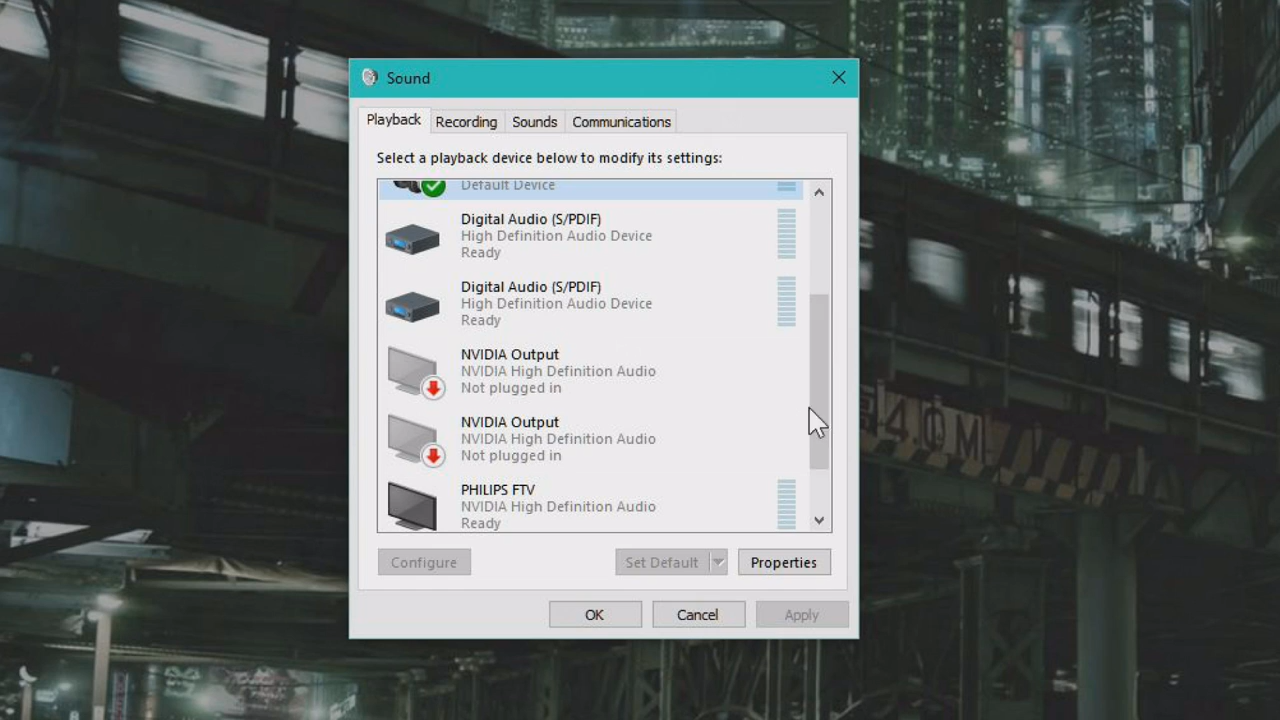 Sound
Playback
Recording
Sounds
Communications
Select a playback device below to modify its settings:
Default Device
Digital Audio (S/PDIF)
High Definition Audio Device
Ready
Digital Audio (S/PDIF)
High Definition Audio Device
Ready
NVIDIA Output
NVIDIA High Definition Audio
Not plugged in
NVIDIA Output
NVIDIA High Definition Audio
Not plugged in
PHILIPS FTV
NVIDIA High Definition Audio
Ready
Configure
Set Default
Properties
OK
Cancel
Apply
4.0 M